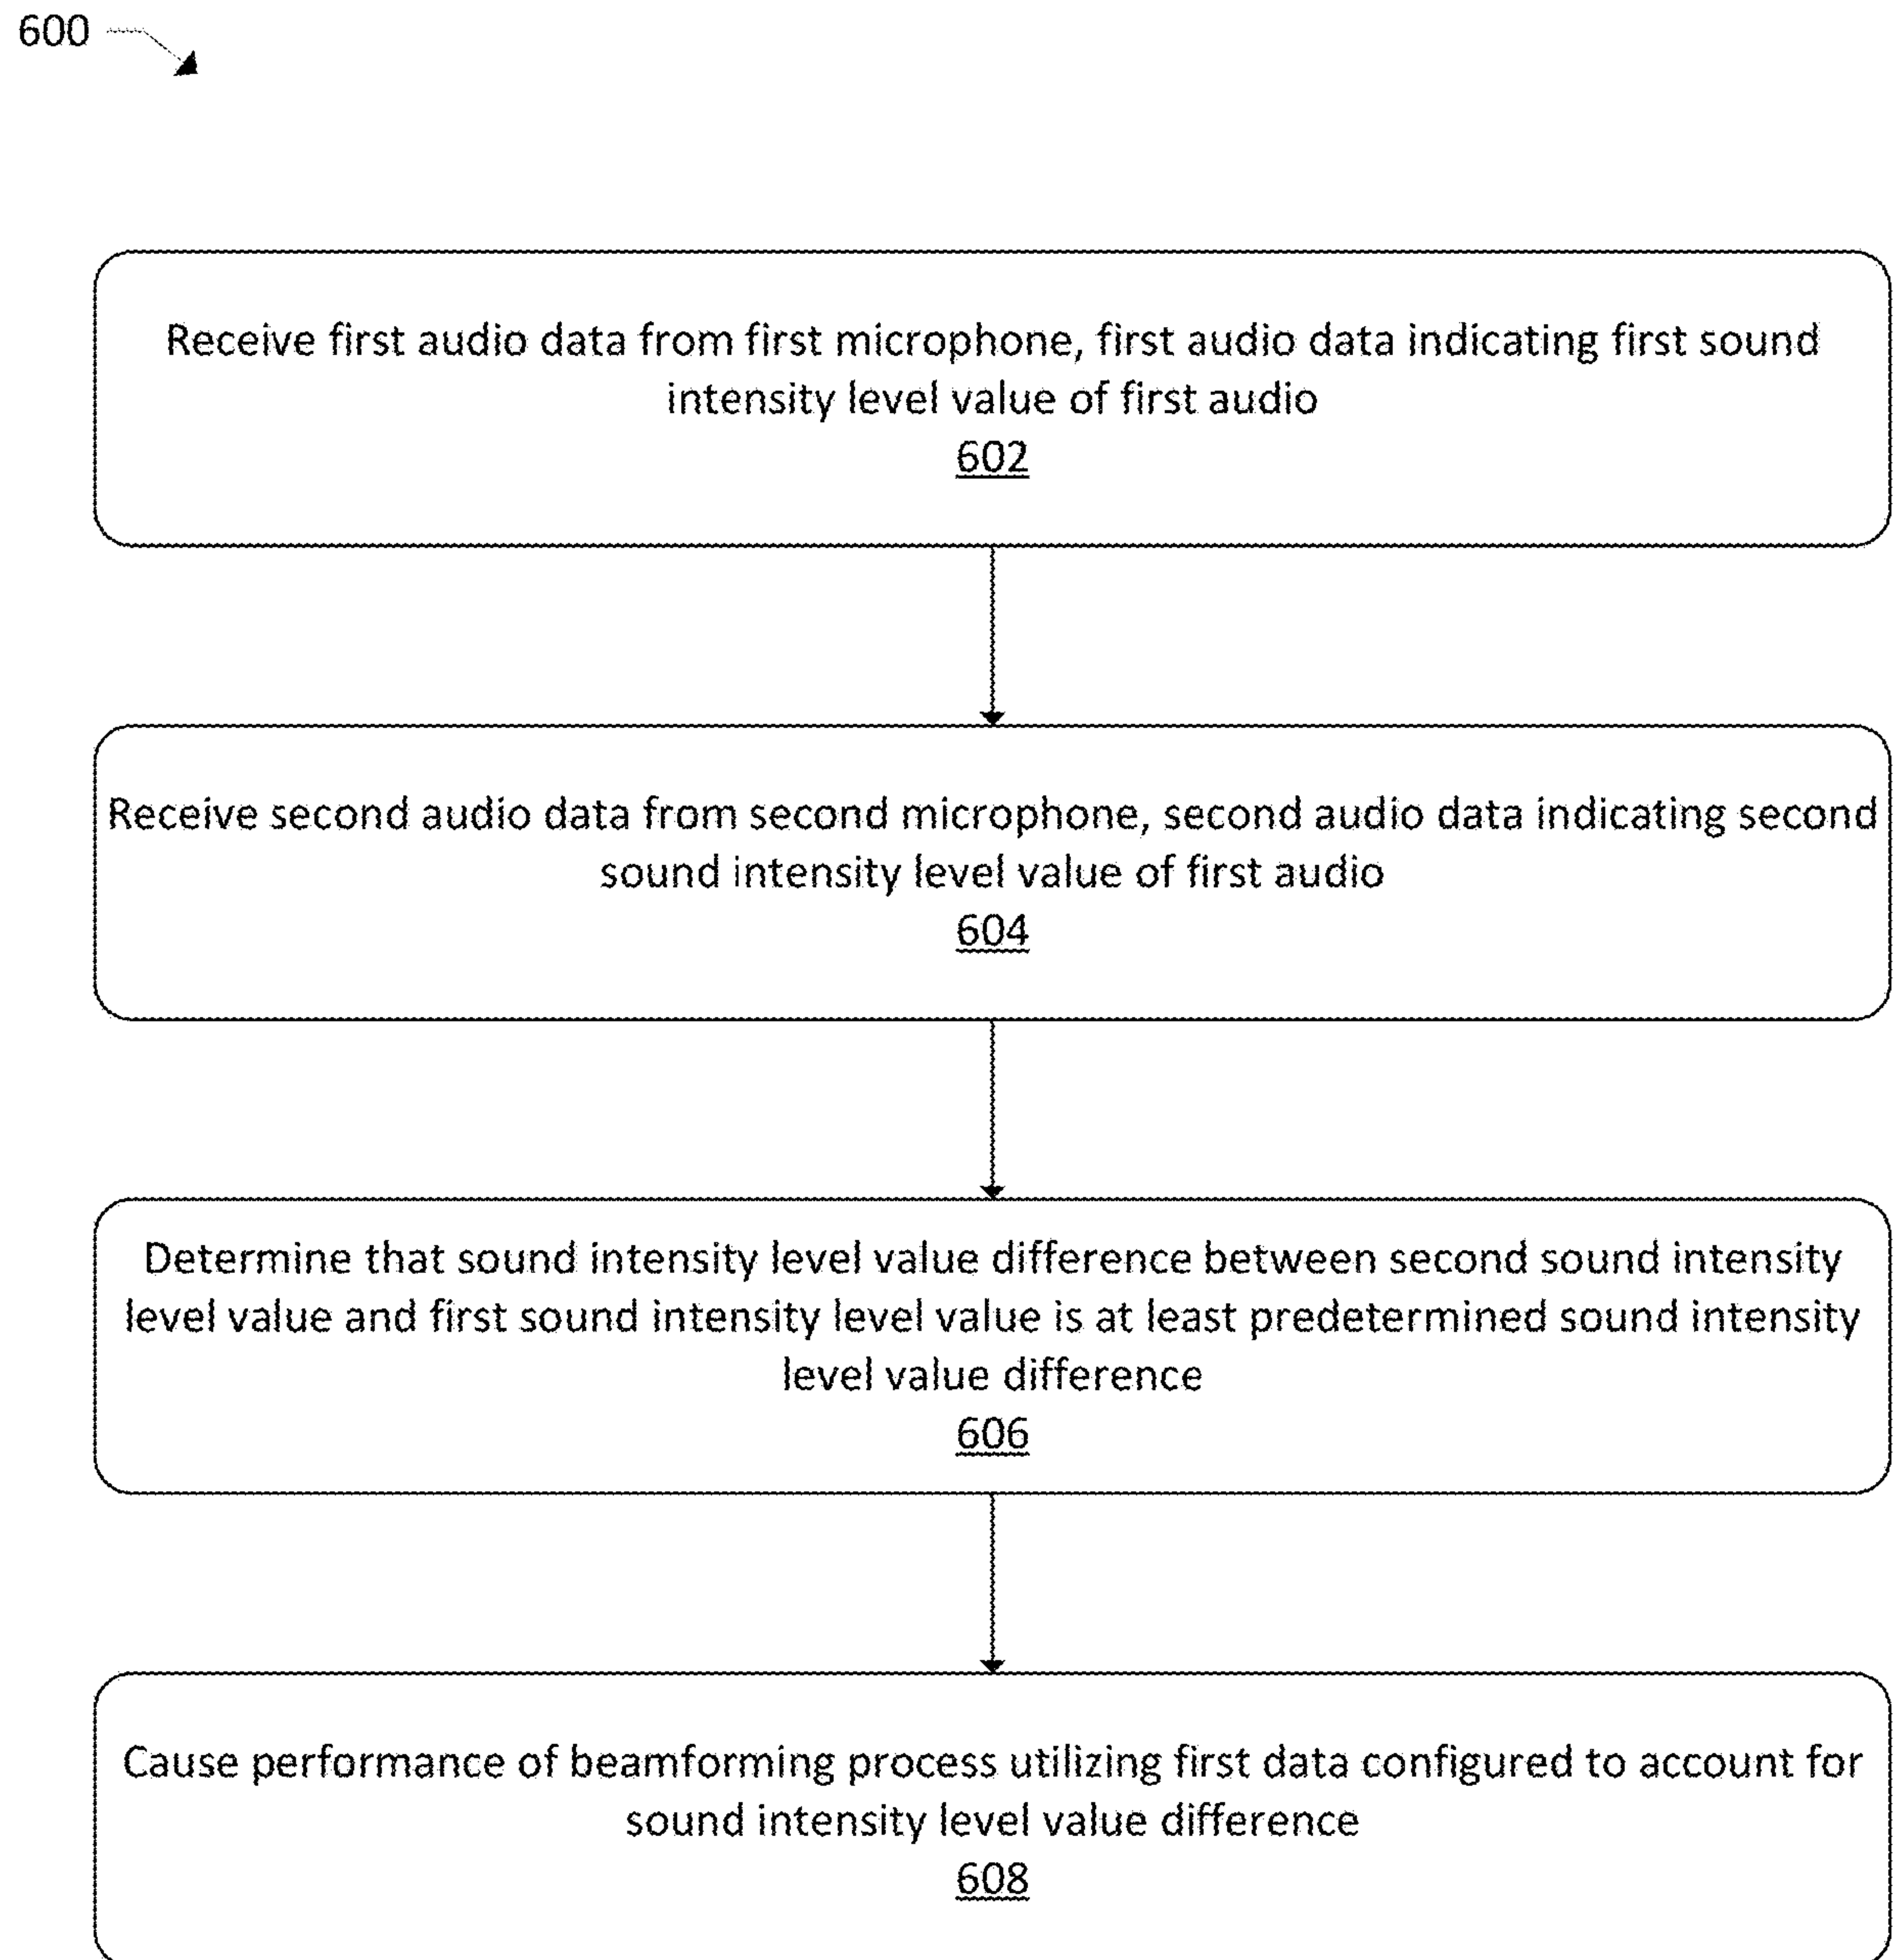 600
Receive first audio data from first microphone, first audio data indicating first sound
intensity level value of first audio
602
Receive second audio data from second microphone, second audio data indicating second
sound intensity level value of first audio
604
Determine that sound intensity level value difference between second sound intensity
level value and first sound intensity level value is at least predetermined sound intensity
level value difference
606
Cause performance of beamforming process utilizing first data configured to account for
sound intensity level value difference
608